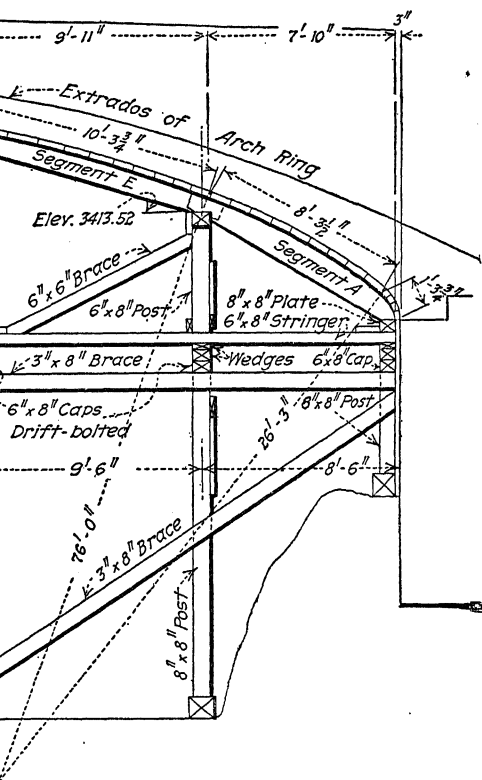 9'-11"
7'-10"
3"
Extrados of Arch Ring
10'-3¾"
Segment E
8'-3½"
Elev. 3413.52
Segment A
1'-3¾"
6"x6" Brace
6"x8" Post
8"x8" Plate
6"x8" Stringer
3"x8" Brace
Wedges
6"x8" Cap
6"x8" Caps
Drift-bolted
26'-3"
6"x8" Post
9'-6"
8'-6"
76'-0"
3"x8" Brace
8"x8" Post